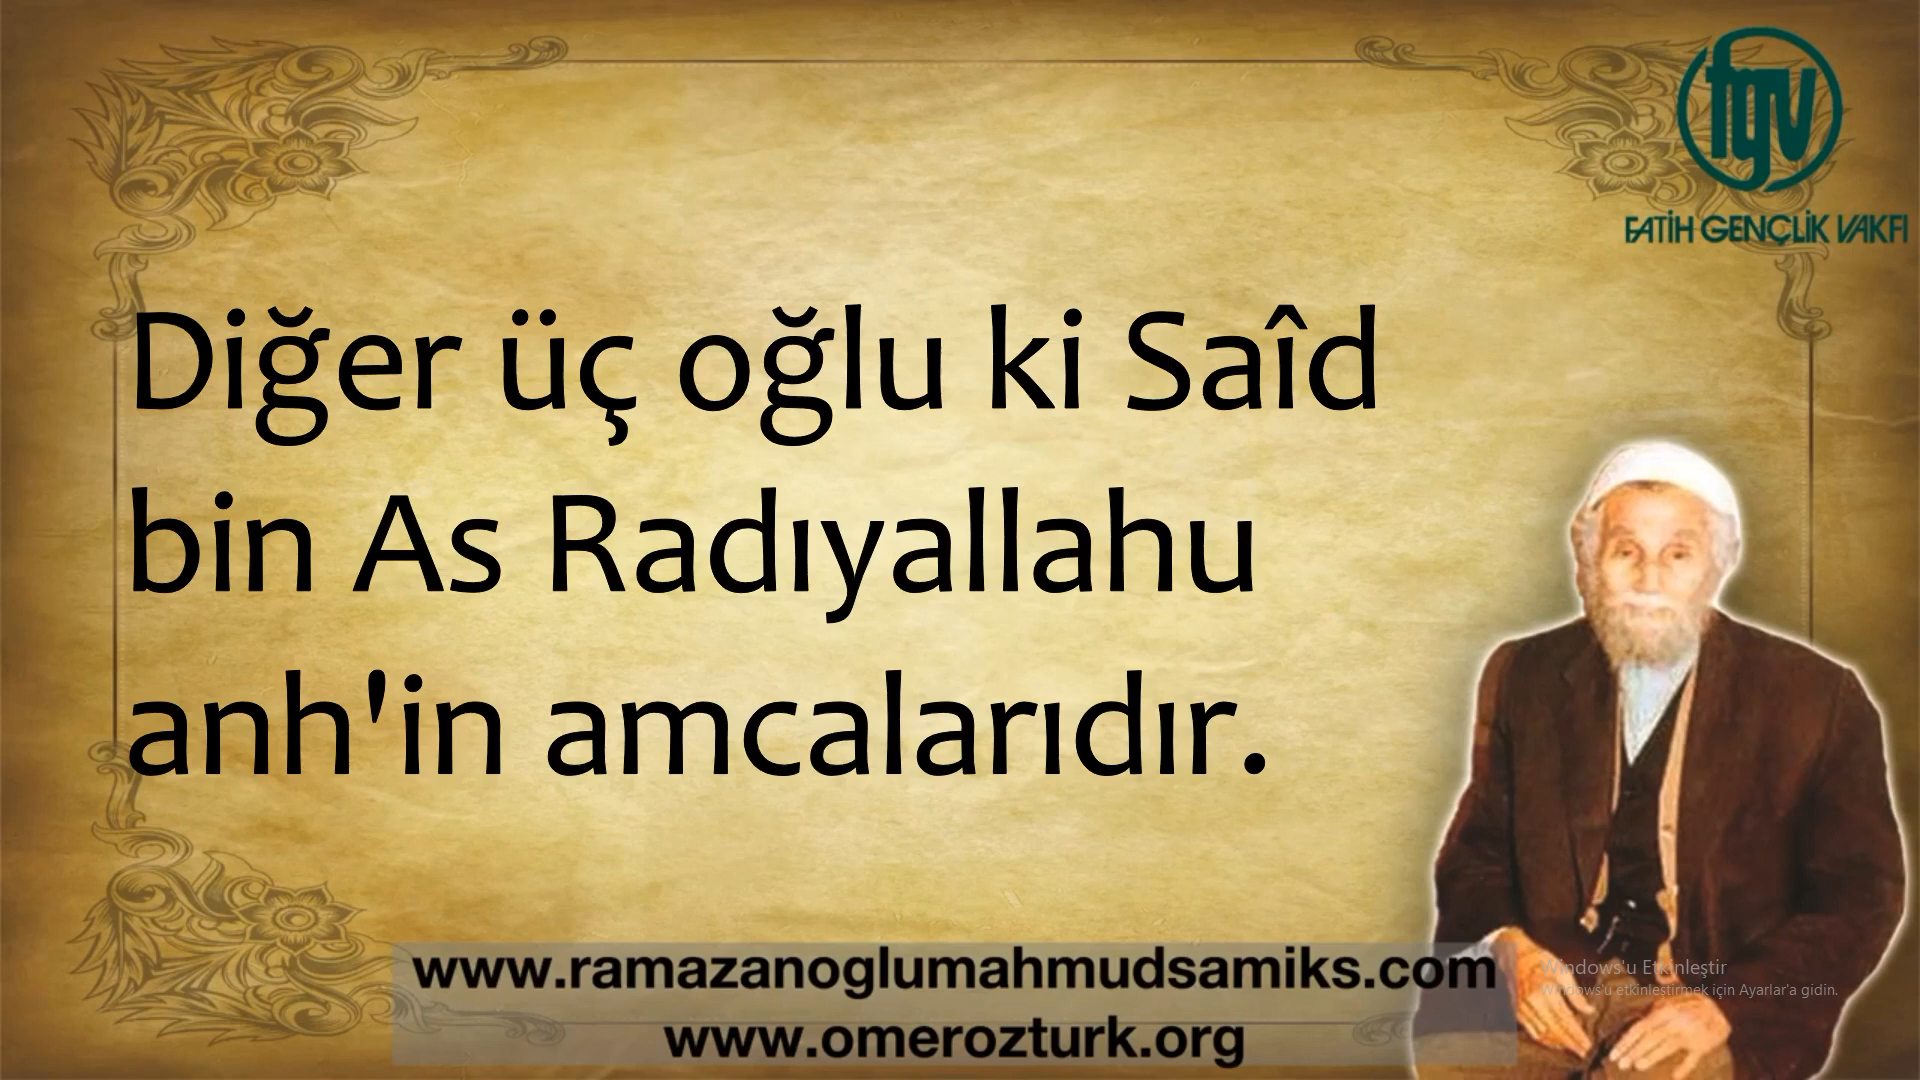 fgv
FATİH GENÇLİK VAKFI
Diğer üç oğlu ki Saîd
bin As Radıyallahu
anh'in amcalarıdır.
www.ramazanoglumahmudsamiks.com
Windows'u Etkinleştir
Windows'u etkinleştirmek için Ayarlar'a gidin.
www.omerozturk.org